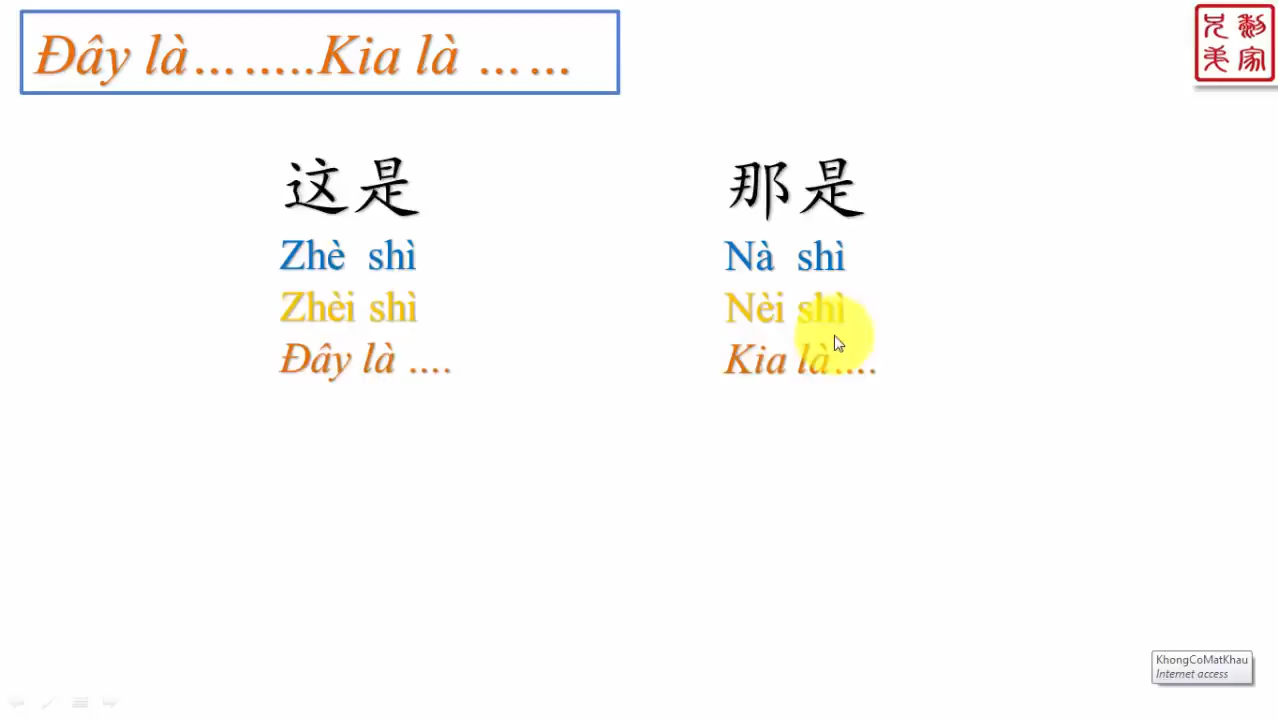 Đây là……..Kia là ……
这是
Zhè shì
Zhèi shì
Đây là ….
那是
Nà shì
Nèi shì
Kia là….
KhongCoMatKhau
Internet access